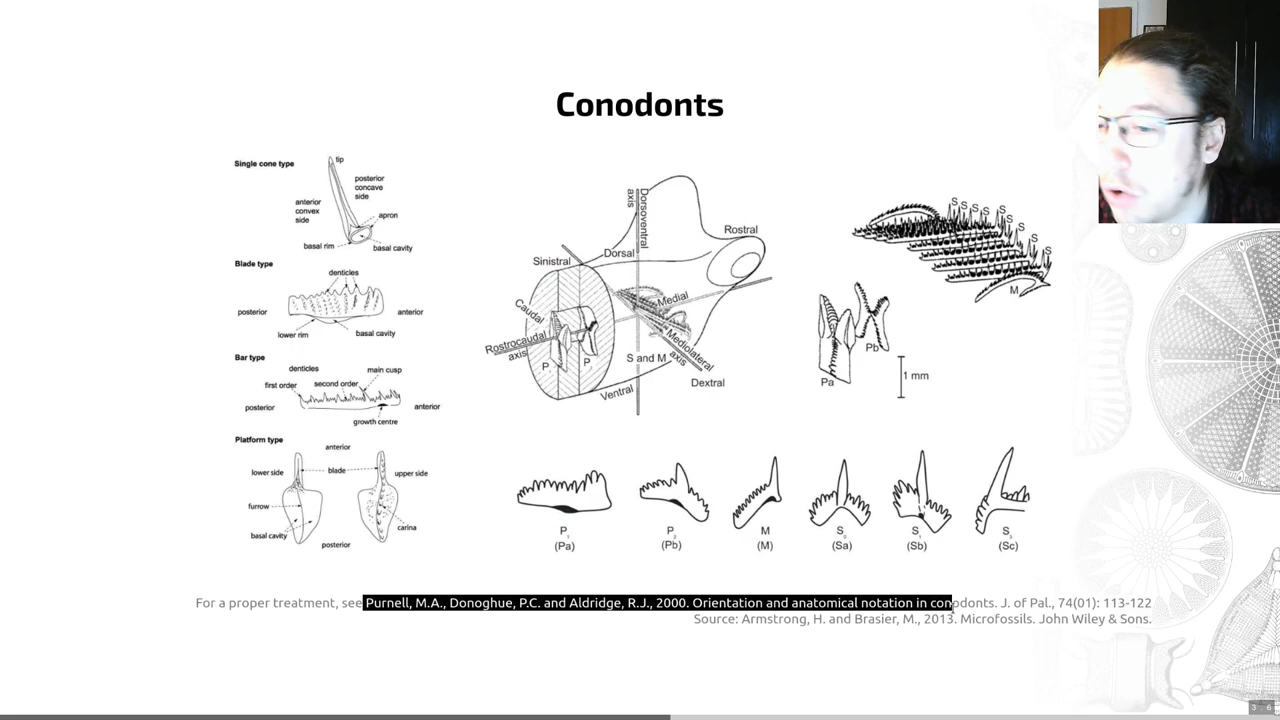 Conodonts
Single cone type
tip
posterior
concave
side
anterior
convex
side
apron
basal rim
basal cavity
Blade type
denticles
posterior
anterior
lower rim
basal cavity
Bar type
denticles
main cusp
first order
second order
posterior
anterior
growth centre
Platform type
anterior
lower side
blade
upper side
furrow
carina
basal cavity
posterior
Dorsoventral
axis
Rostral
Dorsal
Sinistral
Caudal
Medial
Rostrocaudal
axis
Mediolateral
axis
P
P
S and M
Dextral
Ventral
S
S
S
S
S
S
S
S
S
M
Pb
Pa
1 mm
P1
(Pa)
P2
(Pb)
M
(M)
S0
(Sa)
S1
(Sb)
S
(Sc)
For a proper treatment, see Purnell, M.A., Donoghue, P.C. and Aldridge, R.J., 2000. Orientation and anatomical notation in conodonts. J. of Pal., 74(01): 113-122
Source: Armstrong, H. and Brasier, M., 2013. Microfossils. John Wiley & Sons.